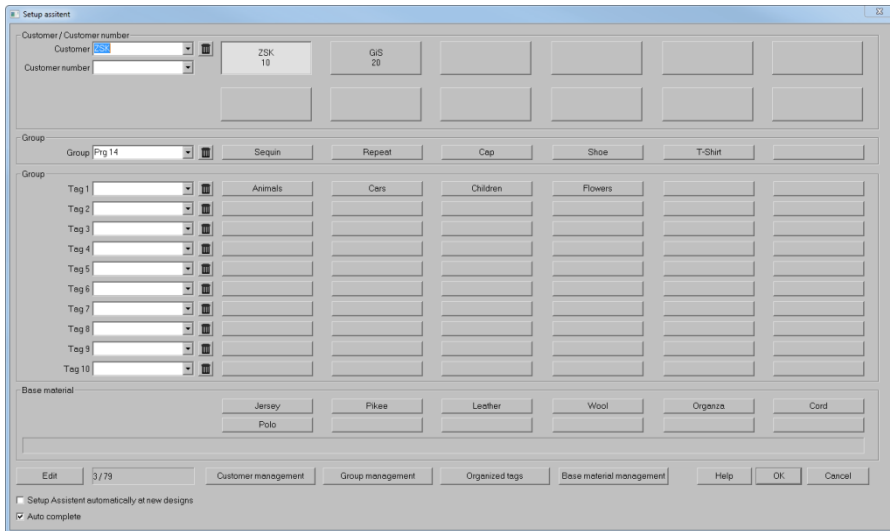 Setup assitent
Customer / Customer number
Customer ZSK
ZSK
10
GiS
20
Customer number
Group
Group Prg 14 Sequin Repeat Cap Shoe T-Shirt
Group
Tag 1 Animals Cars Children Flowers
Tag 2
Tag 3
Tag 4
Tag 5
Tag 6
Tag 7
Tag 8
Tag 9
Tag 10
Base material
Jersey Pikee Leather Wool Organza Cord
Polo
Edit 3 / 79 Customer management Group management Organized tags Base material management Help OK Cancel
Setup Assistent automatically at new designs
Auto complete